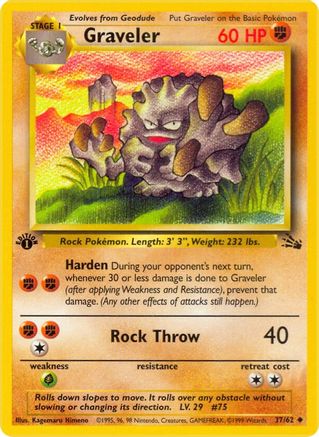 Evolves from Geodude Put Graveler on the Basic Pokémon
STAGE 1
Graveler 60 HP
EDITION 1
Rock Pokémon. Length: 3' 3", Weight: 232 lbs.
Harden During your opponent's next turn,
whenever 30 or less damage is done to Graveler
(after applying Weakness and Resistance), prevent that
damage. (Any other effects of attacks still happen.)
Rock Throw 40
weakness resistance retreat cost
Rolls down slopes to move. It rolls over any obstacle without
slowing or changing its direction. LV. 29 #75
Illus. Kagemaru Himeno ©1995, 96, 98 Nintendo, Creatures, GAMEFREAK. ©1999 Wizards. 37/62